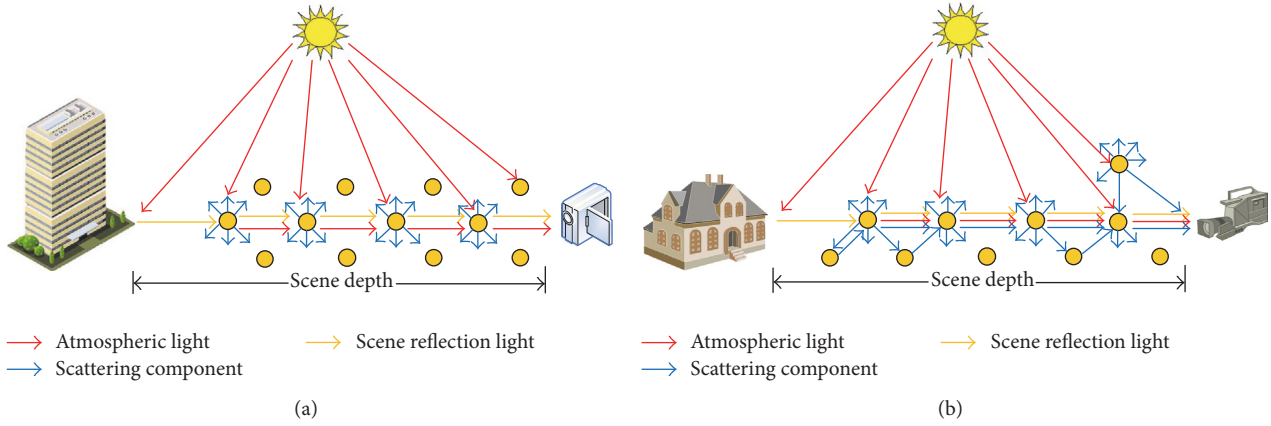 Scene depth
Atmospheric light
Scene reflection light
Scattering component
(a)
Scene depth
Atmospheric light
Scene reflection light
Scattering component
(b)